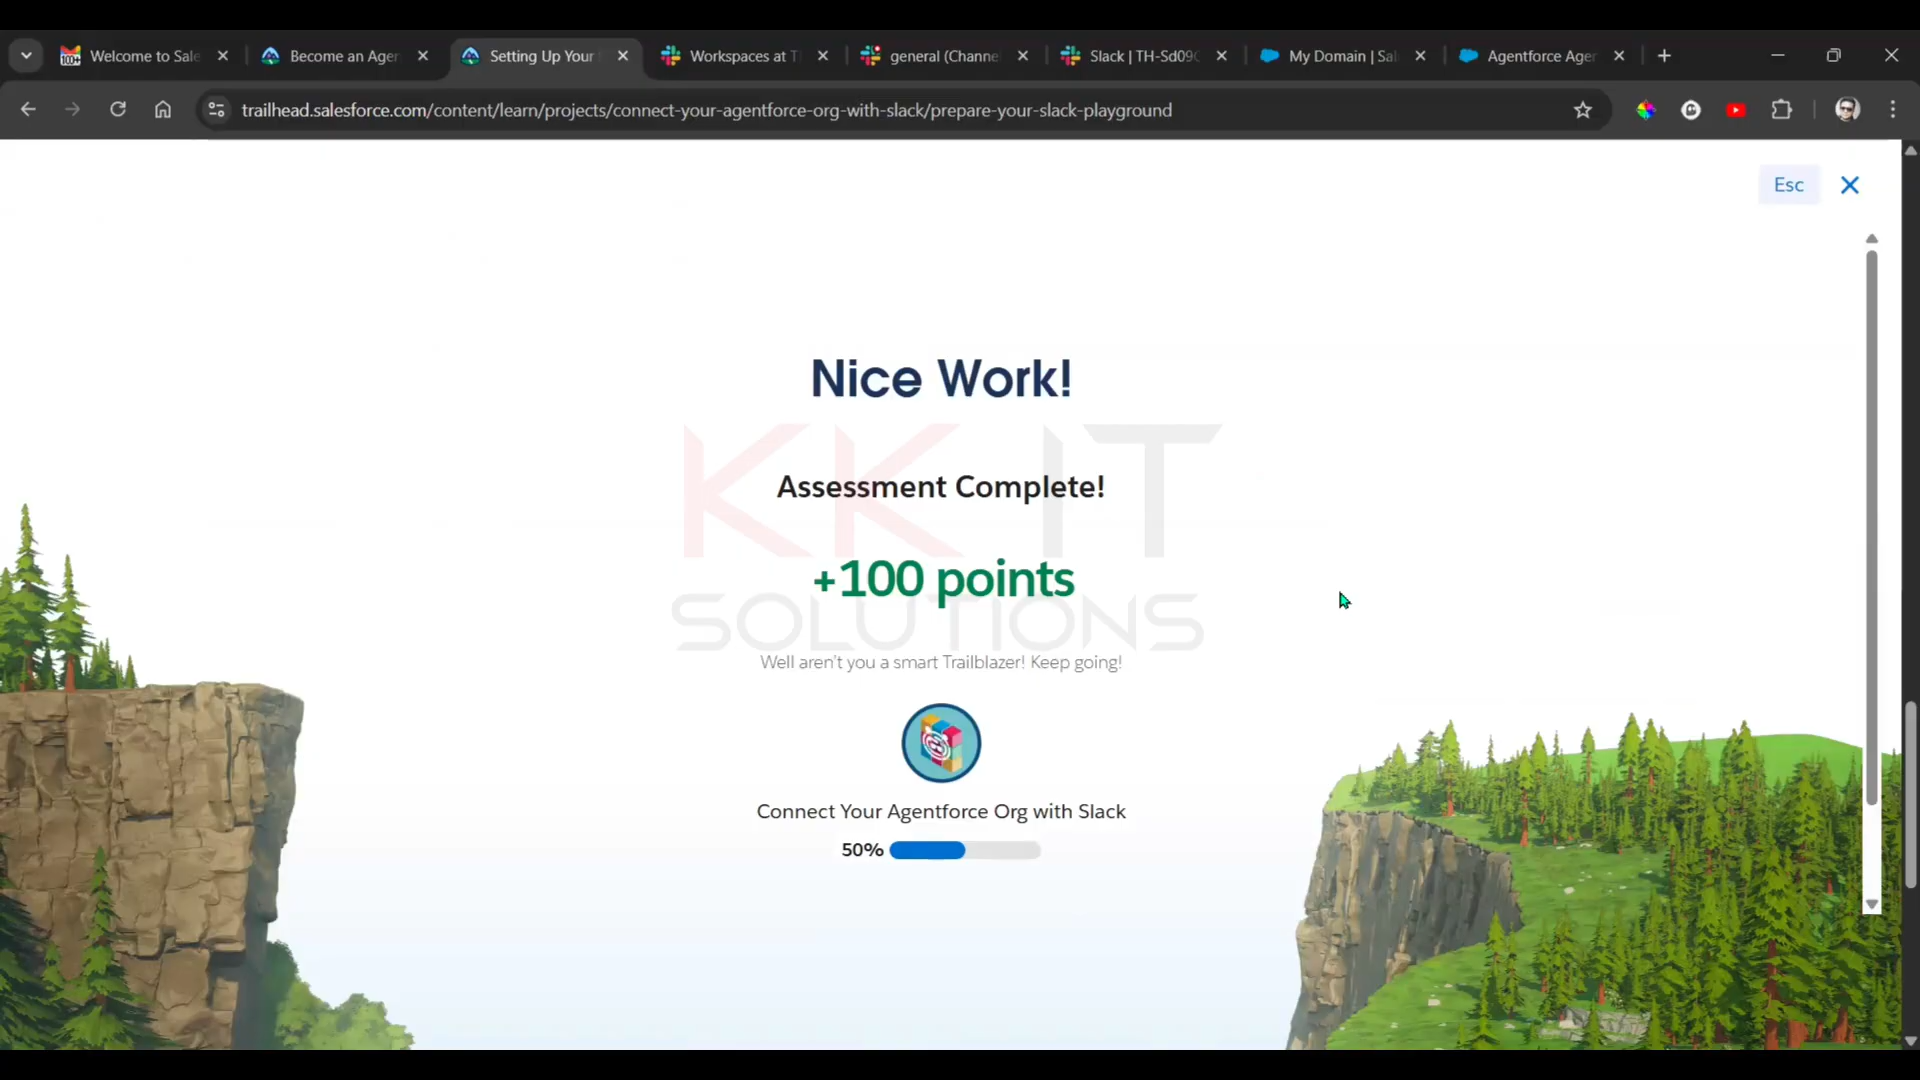 Welcome to Sale
Become an Agen
Setting Up Your
Workspaces at T
general (Channe
Slack | TH-Sd09C
My Domain | Sal
Agentforce Agen
trailhead.salesforce.com/content/learn/projects/connect-your-agentforce-org-with-slack/prepare-your-slack-playground
Esc
Nice Work!
KK IT
SOLUTIONS
Assessment Complete!
+100 points
Well aren't you a smart Trailblazer! Keep going!
Connect Your Agentforce Org with Slack
50%